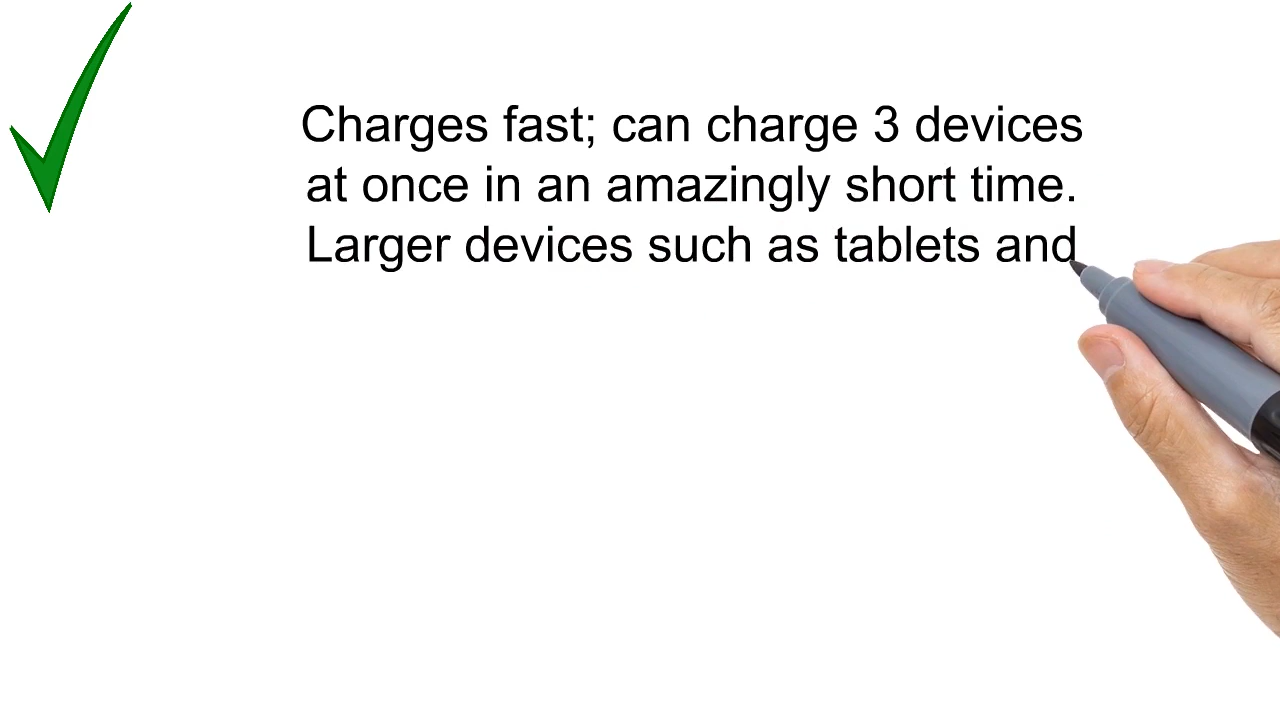 Charges fast; can charge 3 devices
at once in an amazingly short time.
Larger devices such as tablets and